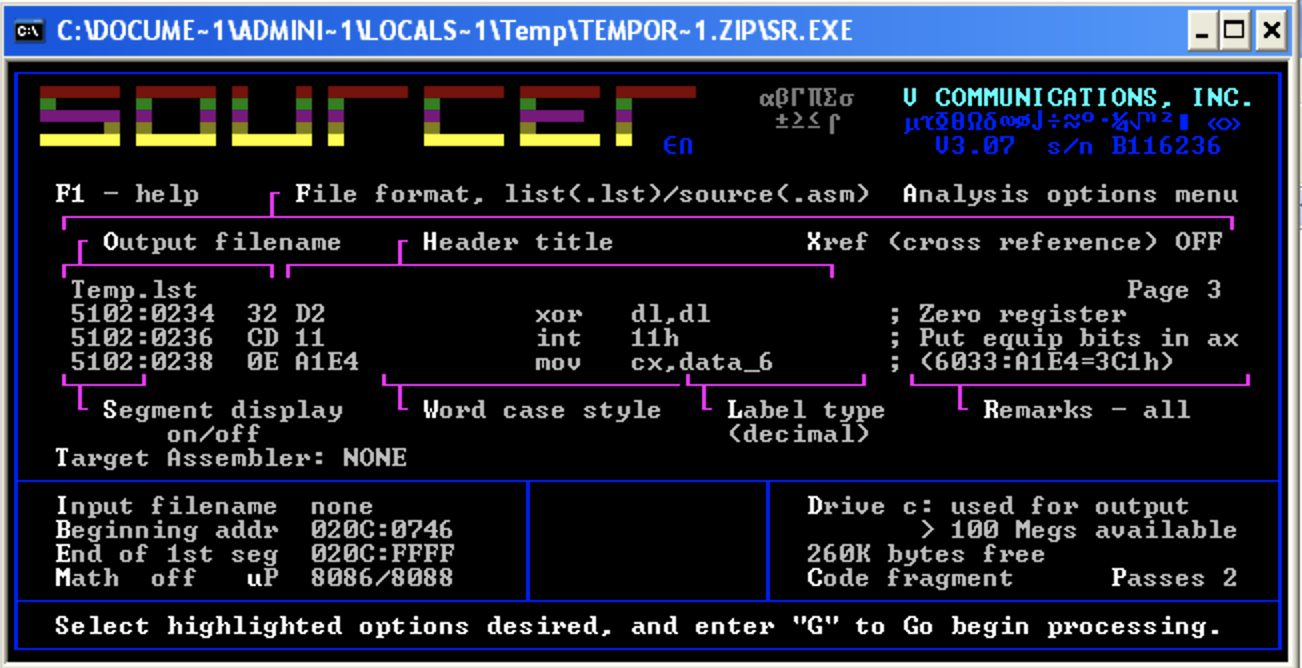 C:\DOCUME~1\ADMINI~1\LOCALS~1\Temp\TEMPOR~1.ZIP\SR.EXE
sourcer
αβΓΠΣσ V COMMUNICATIONS, INC.
±≥≤⌠
V3.07 s/n B116236
F1 - help File format, list(.lst)/source(.asm) Analysis options menu
Output filename Header title Xref (cross reference) OFF
Temp.lst Page 3
5102:0234 32 D2 xor dl,dl ; Zero register
5102:0236 CD 11 int 11h ; Put equip bits in ax
5102:0238 0E A1E4 mov cx,data_6 ; (6033:A1E4=3C1h)
Segment display Word case style Label type Remarks - all
on/off (decimal)
Target Assembler: NONE
Input filename none Drive c: used for output
Beginning addr 020C:0746 > 100 Megs available
End of 1st seg 020C:FFFF 260K bytes free
Math off uP 8086/8088 Code fragment Passes 2
Select highlighted options desired, and enter "G" to Go begin processing.